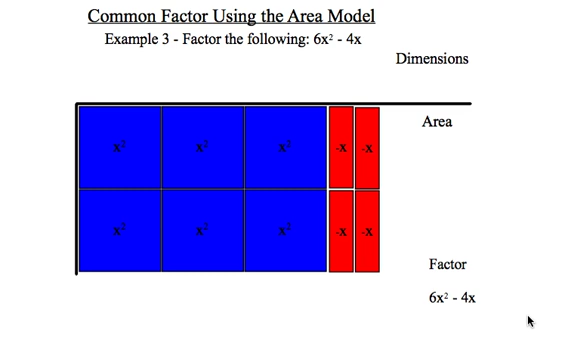 Common Factor Using the Area Model
Example 3 - Factor the following: 6x² - 4x
Dimensions
Area
x² x² x² -x -x
x² x² x² -x -x
Factor
6x² - 4x